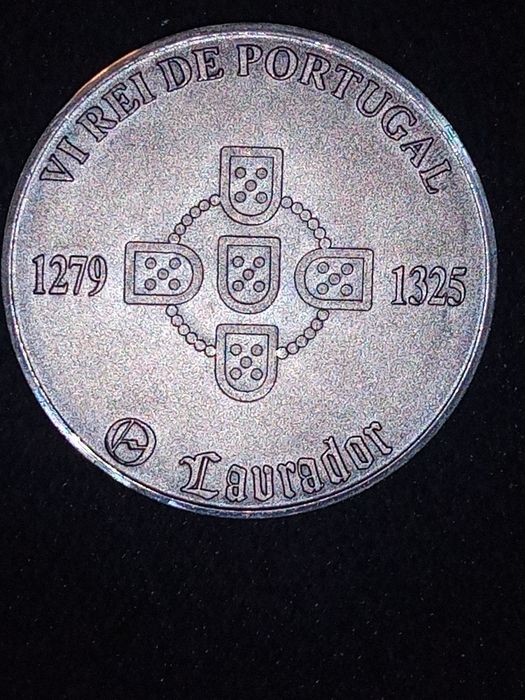 VI REI DE PORTUGAL
1279
1325
Lavrador